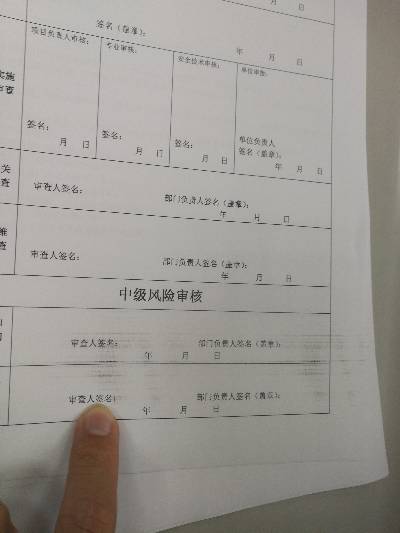 签名（盖章）：
年 月 日
项目负责人审核： 专业审核： 安全技术审核： 单位审核：
实施
审查
签名： 签名： 签名： 单位负责人
签名（盖章）：
月 日 月 日 月 日 年 月 日
关
查
审查人签名： 部门负责人签名（盖章）：
年 月 日
维
查
审查人签名： 部门负责人签名（盖章）：
年 月 日
中级风险审核
审查人签名： 部门负责人签名（盖章）：
年 月 日
审查人签名： 部门负责人签名（盖章）：
年 月 日